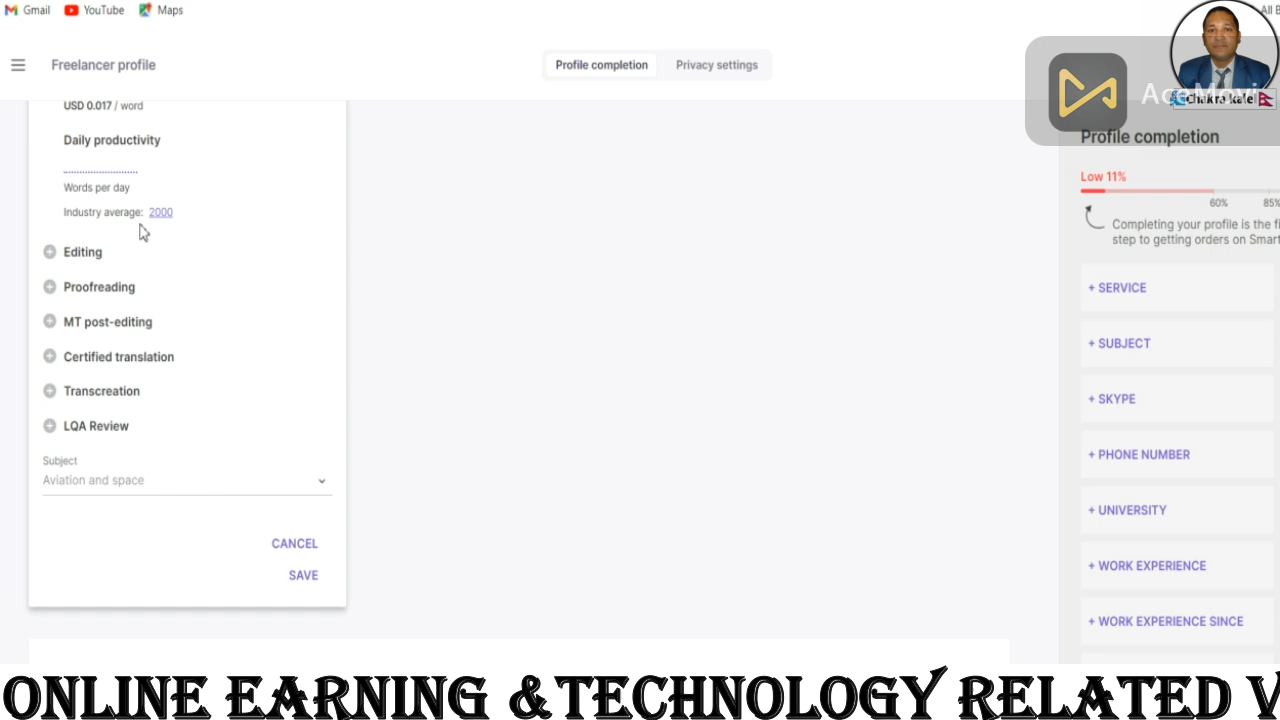 Gmail YouTube Maps
All B
Freelancer profile
Profile completion Privacy settings
USD 0.017 / word
Daily productivity
Words per day
Industry average: 2000
Editing
Proofreading
MT post-editing
Certified translation
Transcreation
LQA Review
Subject
Aviation and space
CANCEL
SAVE
Profile completion
Low 11%
60% 85%
Completing your profile is the fi
step to getting orders on Smart
+ SERVICE
+ SUBJECT
+ SKYPE
+ PHONE NUMBER
+ UNIVERSITY
+ WORK EXPERIENCE
+ WORK EXPERIENCE SINCE
ONLINE EARNING &TECHNOLOGY RELATED V